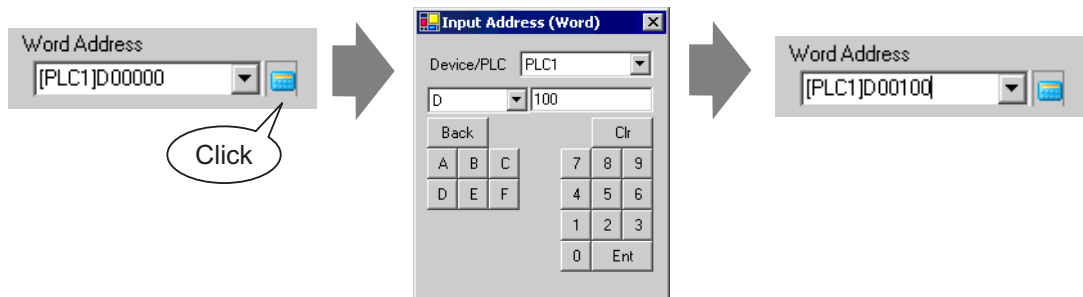 Word Address
[PLC1]D00000
Click
Input Address (Word)
Device/PLC PLC1
D 100
Back Clr
A B C 7 8 9
D E F 4 5 6
1 2 3
0 Ent
Word Address
[PLC1]D00100